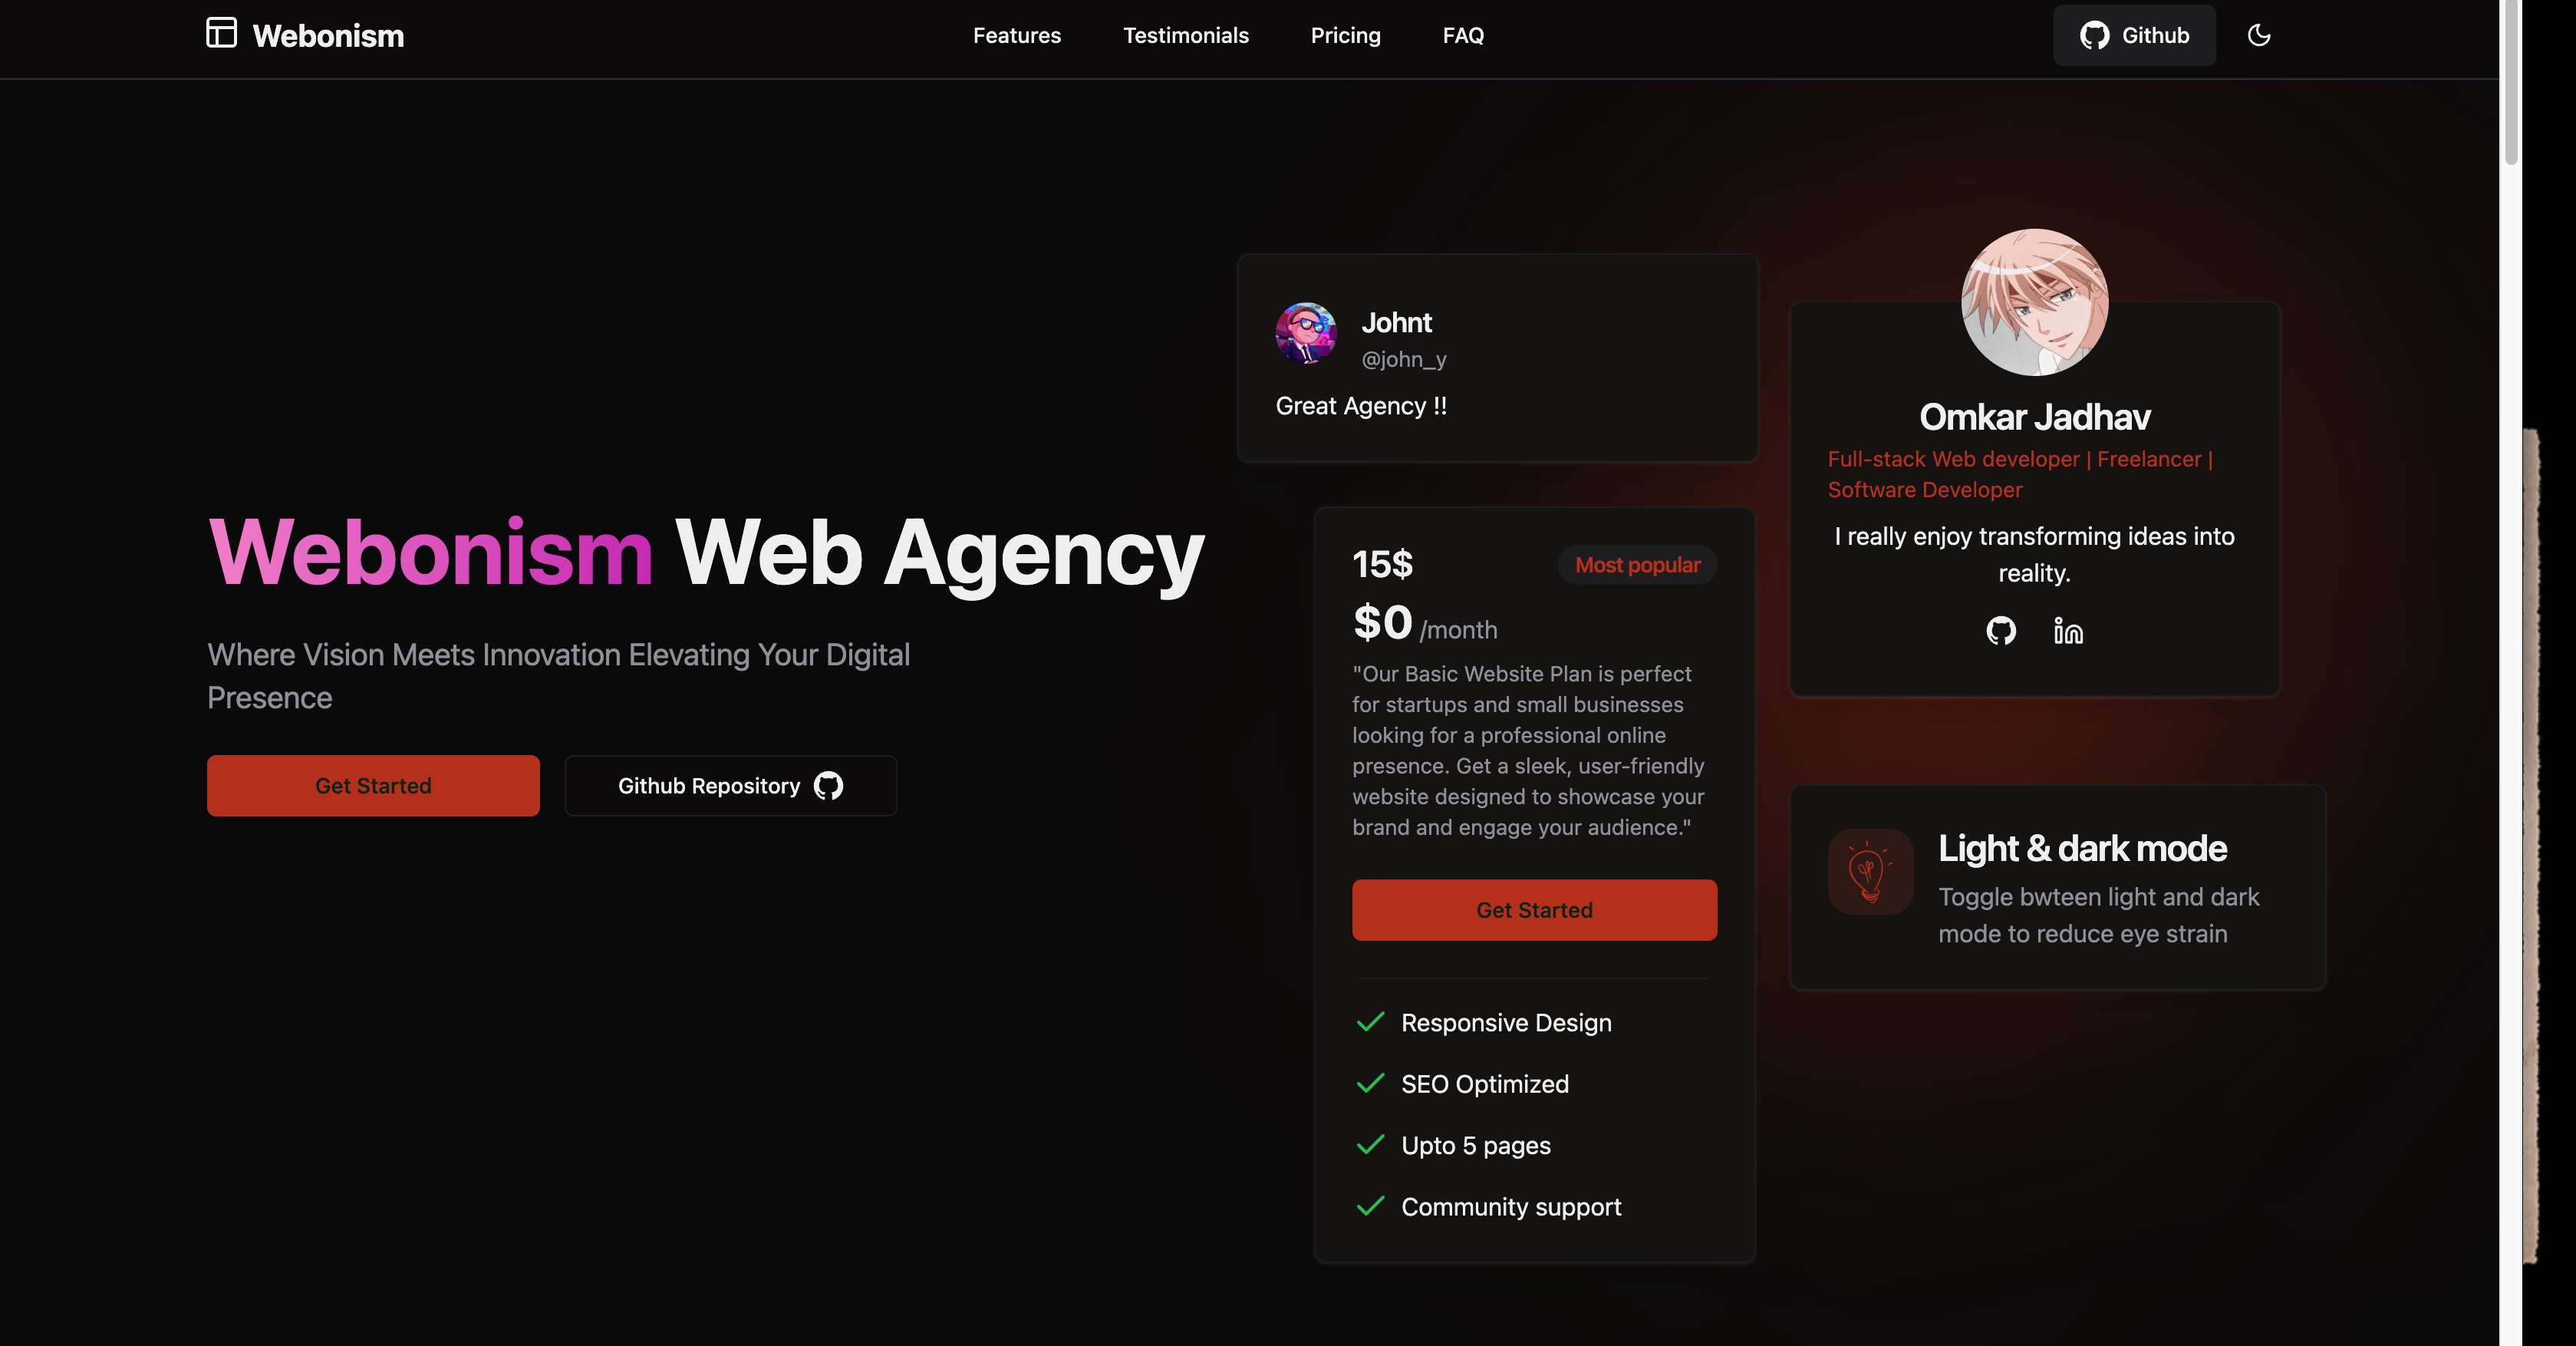 Webonism
Features
Testimonials
Pricing
FAQ
Github
Webonism Web Agency
Where Vision Meets Innovation Elevating Your Digital
Presence
Get Started
Github Repository
Johnt
@john_y
Great Agency !!
15$
Most popular
$0 /month
"Our Basic Website Plan is perfect
for startups and small businesses
looking for a professional online
presence. Get a sleek, user-friendly
website designed to showcase your
brand and engage your audience."
Get Started
Responsive Design
SEO Optimized
Upto 5 pages
Community support
Omkar Jadhav
Full-stack Web developer | Freelancer |
Software Developer
I really enjoy transforming ideas into
reality.
in
Light & dark mode
Toggle bwteen light and dark
mode to reduce eye strain